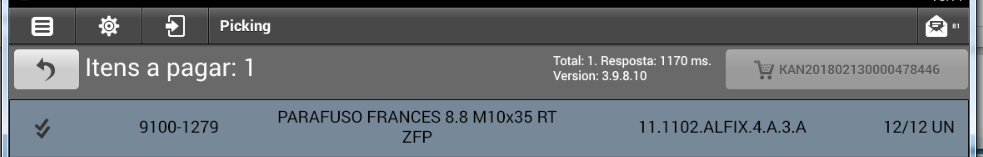 Picking
81
Itens a pagar: 1
Total: 1. Resposta: 1170 ms.
Version: 3.9.8.10
KAN201802130000478446
9100-1279
PARAFUSO FRANCES 8.8 M10x35 RT
ZFP
11.1102.ALFIX.4.A.3.A
12/12 UN